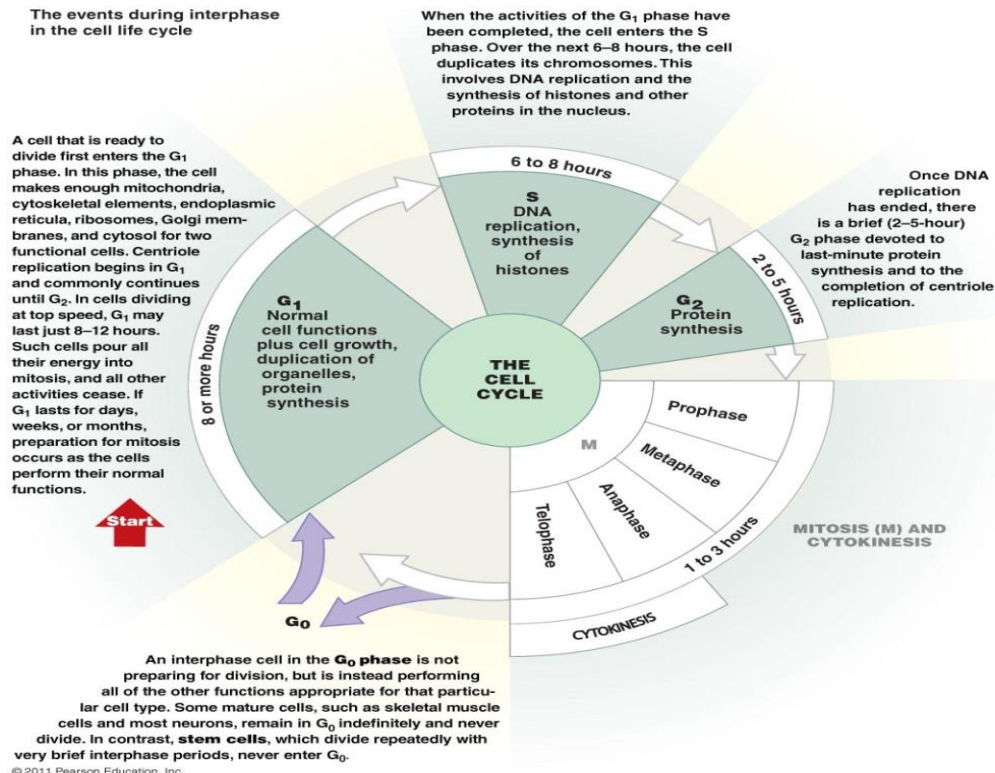 The events during interphase
in the cell life cycle
When the activities of the G₁ phase have
been completed, the cell enters the S
phase. Over the next 6–8 hours, the cell
duplicates its chromosomes. This
involves DNA replication and the
synthesis of histones and other
proteins in the nucleus.
A cell that is ready to
divide first enters the G₁
phase. In this phase, the cell
makes enough mitochondria,
cytoskeletal elements, endoplasmic
reticula, ribosomes, Golgi mem-
branes, and cytosol for two
functional cells. Centriole
replication begins in G₁
and commonly continues
until G₂. In cells dividing
at top speed, G₁ may
last just 8–12 hours.
Such cells pour all
their energy into
mitosis, and all other
activities cease. If
G₁ lasts for days,
weeks, or months,
preparation for mitosis
occurs as the cells
perform their normal
functions.
Start
8 or more hours
G₁
Normal
cell functions
plus cell growth,
duplication of
organelles,
protein
synthesis
6 to 8 hours
S
DNA
replication,
synthesis
of
histones
Once DNA
replication
has ended, there
is a brief (2–5-hour)
G₂ phase devoted to
last-minute protein
synthesis and to the
completion of centriole
replication.
2 to 5 hours
G₂
Protein
synthesis
THE
CELL
CYCLE
M
Prophase
Metaphase
Anaphase
Telophase
1 to 3 hours
CYTOKINESIS
MITOSIS (M) AND
CYTOKINESIS
G₀
An interphase cell in the G₀ phase is not
preparing for division, but is instead performing
all of the other functions appropriate for that particu-
lar cell type. Some mature cells, such as skeletal muscle
cells and most neurons, remain in G₀ indefinitely and never
divide. In contrast, stem cells, which divide repeatedly with
very brief interphase periods, never enter G₀.
© 2011 Pearson Education, Inc.